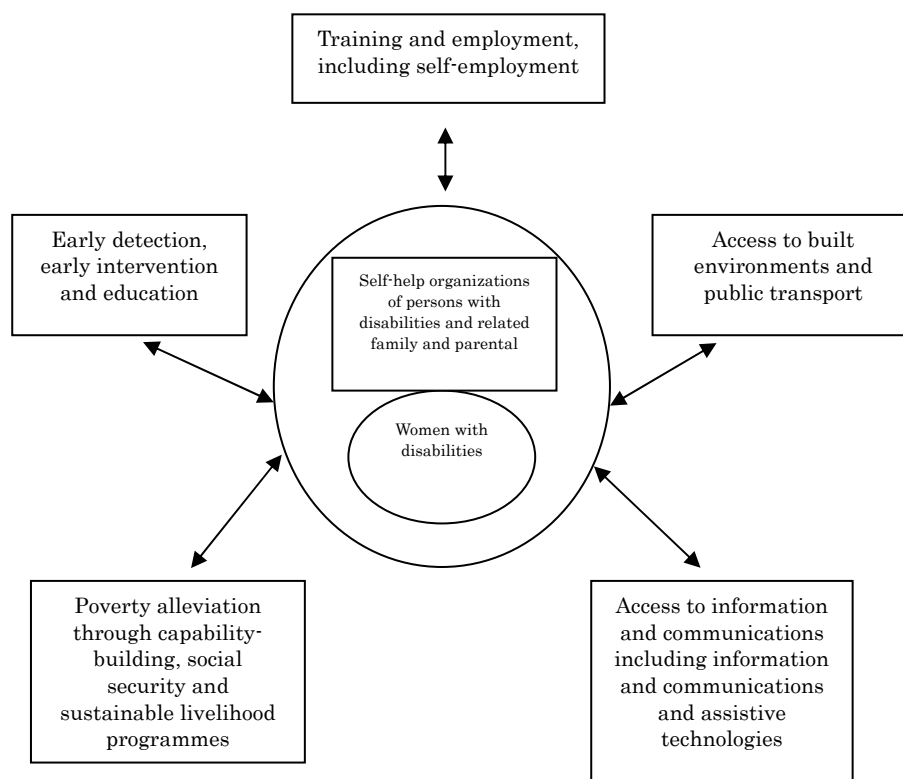 Training and employment,
including self-employment
Early detection,
early intervention
and education
Access to built
environments and
public transport
Self-help organizations
of persons with
disabilities and related
family and parental
Women with
disabilities
Poverty alleviation
through capability-
building, social
security and
sustainable livelihood
programmes
Access to information
and communications
including information
and communications
and assistive
technologies